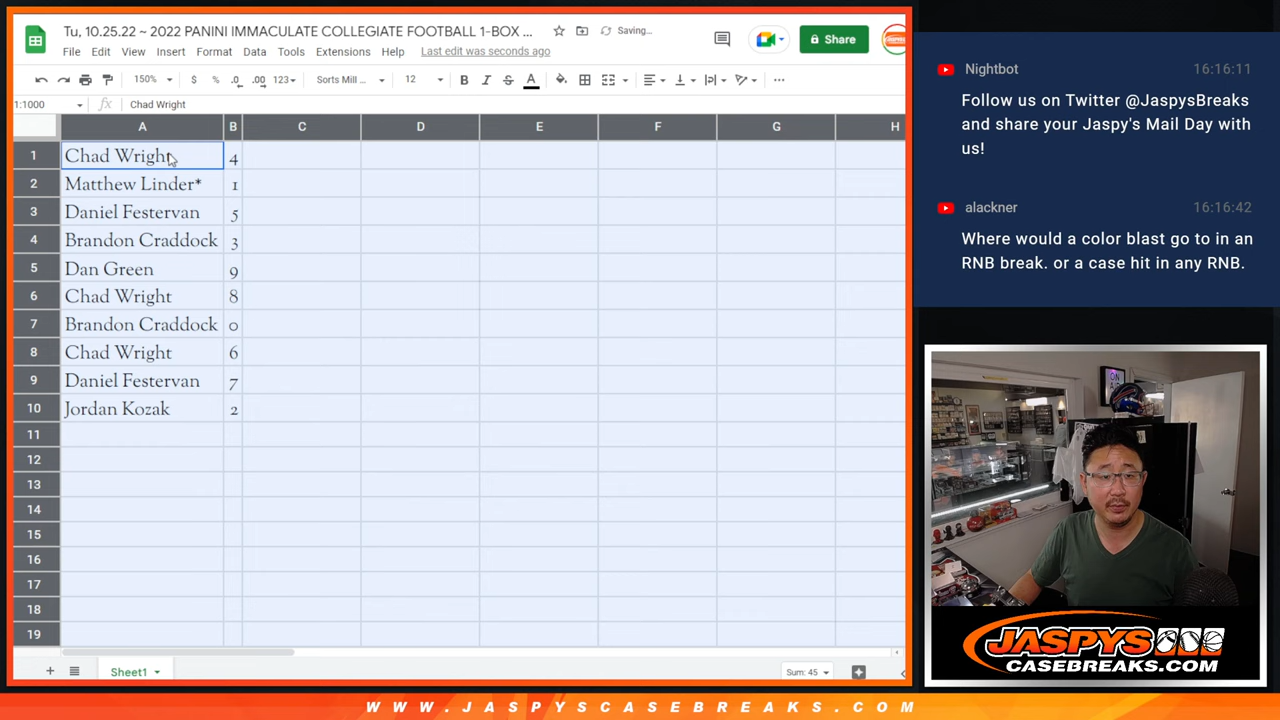 Tu, 10.25.22 ~ 2022 PANINI IMMACULATE COLLEGIATE FOOTBALL 1-BOX ...
Saving...
File Edit View Insert Format Data Tools Extensions Help Last edit was seconds ago
Share
150% $ % .0 .00 123 Sorts Mill ... 12 B I S A
1:1000 fx Chad Wright
A B C D E F G H
1 Chad Wright 4
2 Matthew Linder* 1
3 Daniel Festervan 5
4 Brandon Craddock 3
5 Dan Green 9
6 Chad Wright 8
7 Brandon Craddock 0
8 Chad Wright 6
9 Daniel Festervan 7
10 Jordan Kozak 2
11
12
13
14
15
16
17
18
19
Sheet1
Sum: 45
Nightbot 16:16:11
Follow us on Twitter @JaspysBreaks
and share your Jaspy's Mail Day with
us!
alackner 16:16:42
Where would a color blast go to in an
RNB break. or a case hit in any RNB.
ON
JASPYS
CASEBREAKS.COM
WWW.JASPYSCASEBREAKS.COM